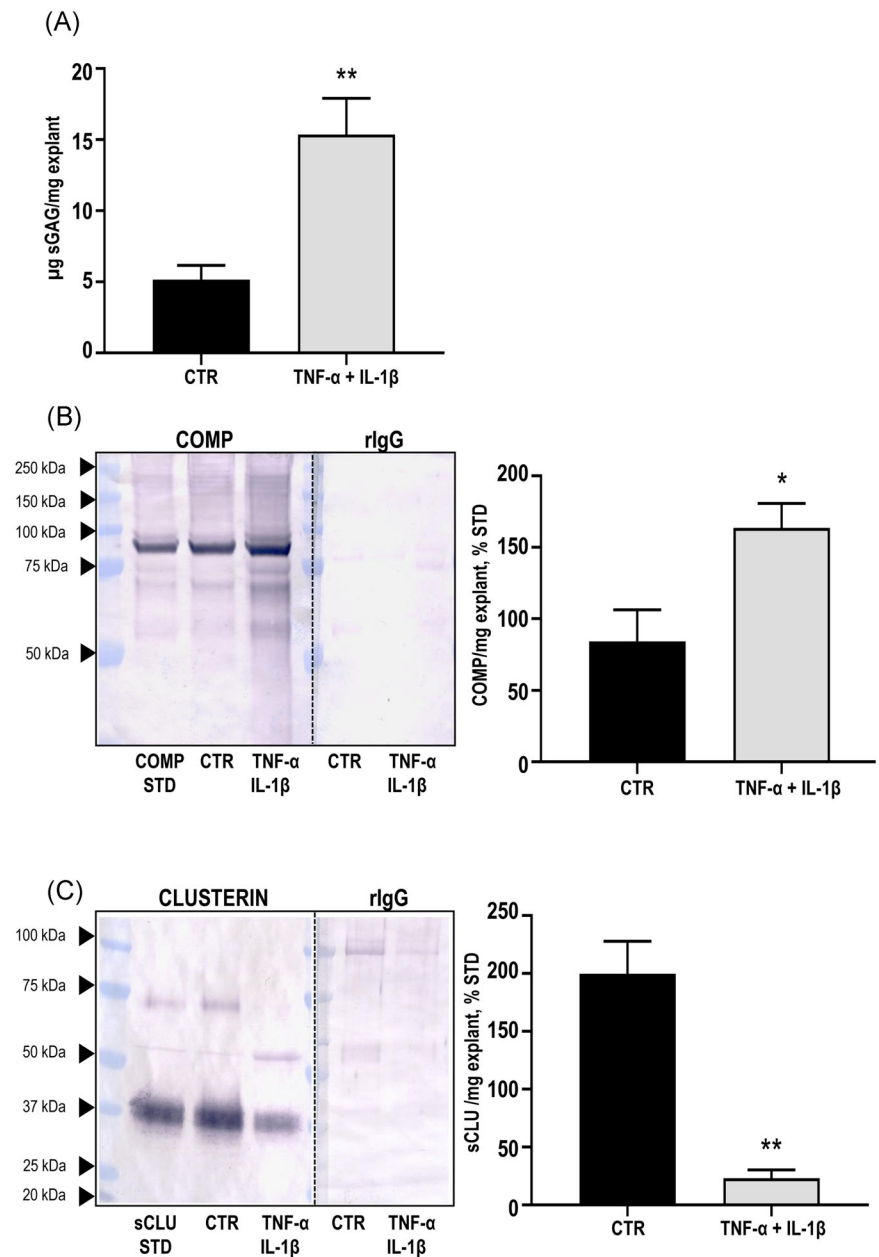 (A)
20
15
10
5
0
µg sGAG/mg explant
**
CTR
TNF-α + IL-1β
(B)
COMP
rIgG
250 kDa
150 kDa
100 kDa
75 kDa
50 kDa
COMP
STD
CTR
TNF-α
IL-1β
CTR
TNF-α
IL-1β
200
150
100
50
0
COMP/mg explant, % STD
*
CTR
TNF-α + IL-1β
(C)
CLUSTERIN
rIgG
100 kDa
75 kDa
50 kDa
37 kDa
25 kDa
20 kDa
sCLU
STD
CTR
TNF-α
IL-1β
CTR
TNF-α
IL-1β
250
200
150
100
50
0
sCLU /mg explant, % STD
**
CTR
TNF-α + IL-1β